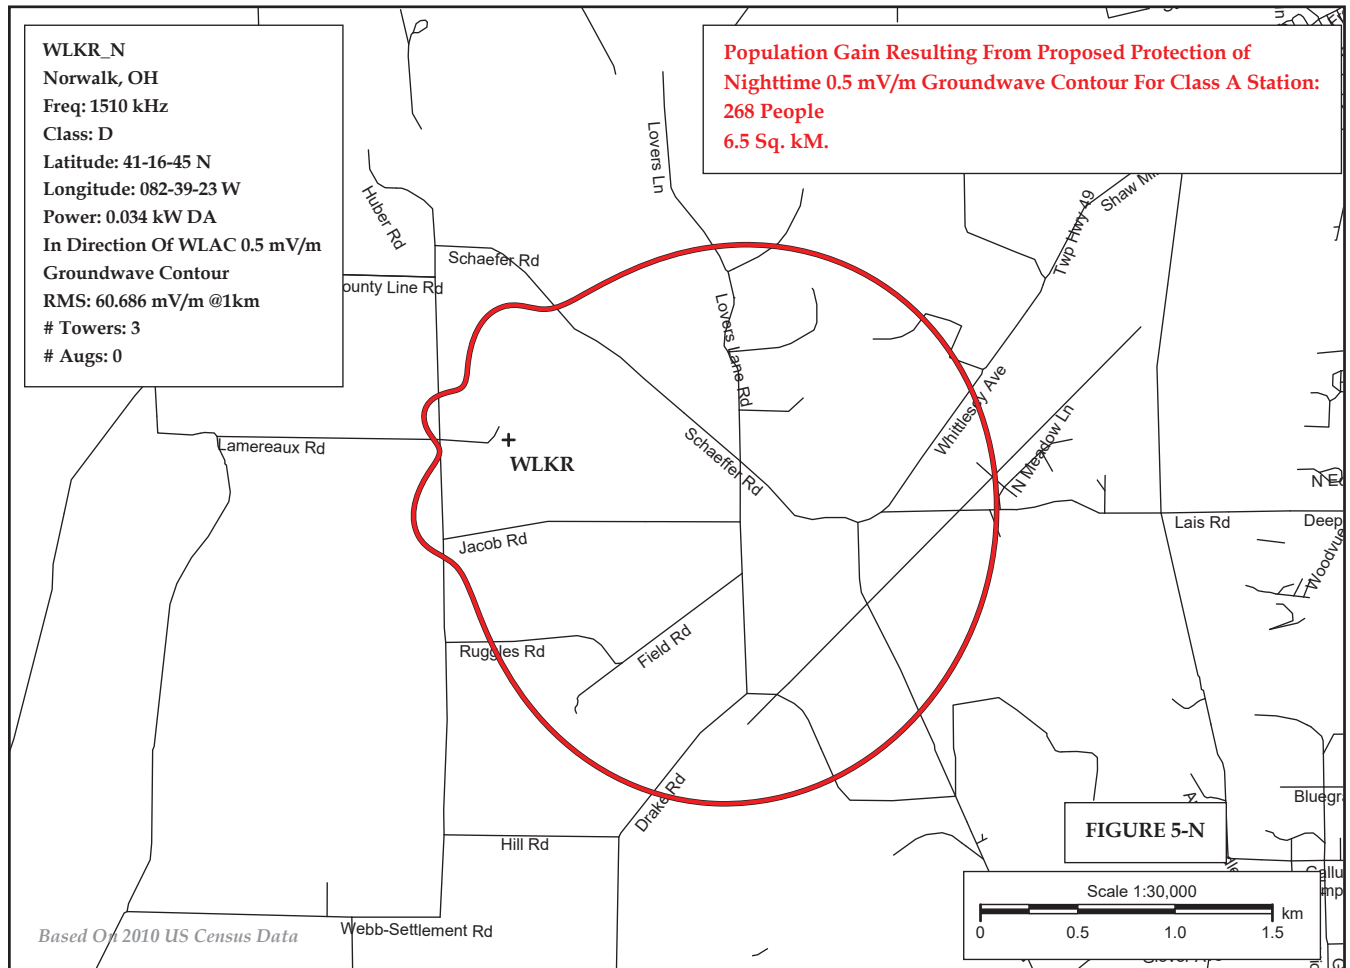 WLKR_N
Norwalk, OH
Freq: 1510 kHz
Class: D
Latitude: 41-16-45 N
Longitude: 082-39-23 W
Power: 0.034 kW DA
In Direction Of WLAC 0.5 mV/m
Groundwave Contour
RMS: 60.686 mV/m @1km
# Towers: 3
# Augs: 0
Population Gain Resulting From Proposed Protection of
Nighttime 0.5 mV/m Groundwave Contour For Class A Station:
268 People
6.5 Sq. kM.
Lovers Ln
Huber Rd
Schaefer Rd
ounty Line Rd
Twp Hwy 49
Shaw Mi
Lovers Lane Rd
Whittlesey Ave
N Meadow Ln
Schaeffer Rd
Lamereaux Rd
WLKR
Jacob Rd
Lais Rd
Deep
Woodvue
Ruggles Rd
Field Rd
Drake Rd
Hill Rd
Webb-Settlement Rd
Bluegra
FIGURE 5-N
Scale 1:30,000
km
0 0.5 1.0 1.5
Based On 2010 US Census Data